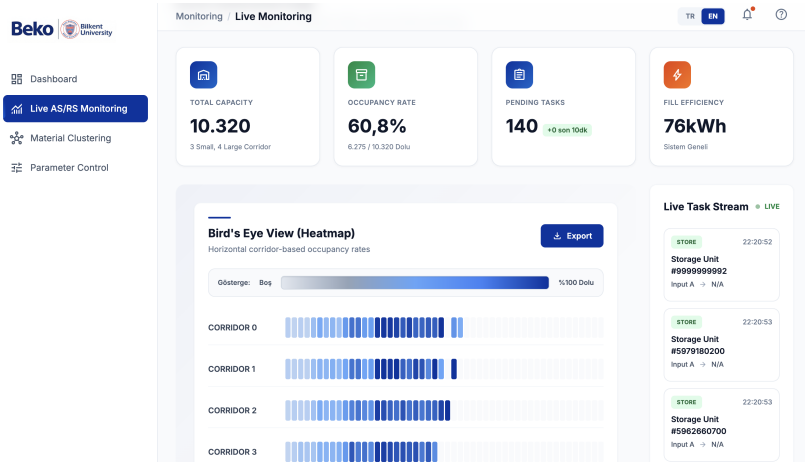 Beko
Bilkent
University
Dashboard
Live AS/RS Monitoring
Material Clustering
Parameter Control
Monitoring / Live Monitoring
TR EN
TOTAL CAPACITY
10.320
3 Small, 4 Large Corridor
OCCUPANCY RATE
60,8%
6.275 / 10.320 Dolu
PENDING TASKS
140 +0 son 10dk
FILL EFFICIENCY
76kWh
Sistem Geneli
Bird's Eye View (Heatmap)
Horizontal corridor-based occupancy rates
Export
Gösterge: Boş %100 Dolu
CORRIDOR 0
CORRIDOR 1
CORRIDOR 2
CORRIDOR 3
Live Task Stream LIVE
STORE 22:20:52
Storage Unit
#9999999992
Input A → N/A
STORE 22:20:53
Storage Unit
#5979180200
Input A → N/A
STORE 22:20:53
Storage Unit
#5962660700
Input A → N/A